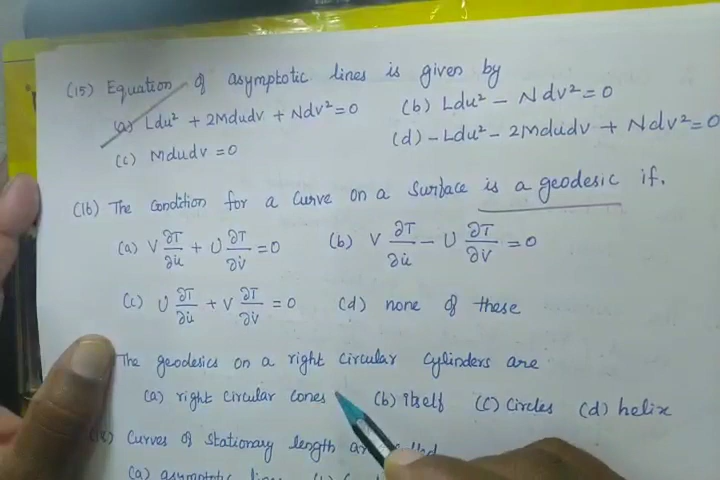 (15) Equation of asymptotic lines is given by
(a) Ldu² + 2Mdudv + Ndv² = 0 (b) Ldu² - Ndv² = 0
(c) Mdudv = 0 (d) -Ldu² - 2Mdudv + Ndv² = 0
(16) The Condition for a Curve on a Surface is a geodesic if.
(a) V ∂T/∂u̇ + U ∂T/∂v̇ = 0 (b) V ∂T/∂u̇ - U ∂T/∂v̇ = 0
(c) U ∂T/∂u̇ + V ∂T/∂v̇ = 0 (d) none of these
The geodesics on a right Circular Cylinders are
(a) right Circular Cones (b) itself (c) Circles (d) helix
Curves of Stationary length
(a) asymptotic